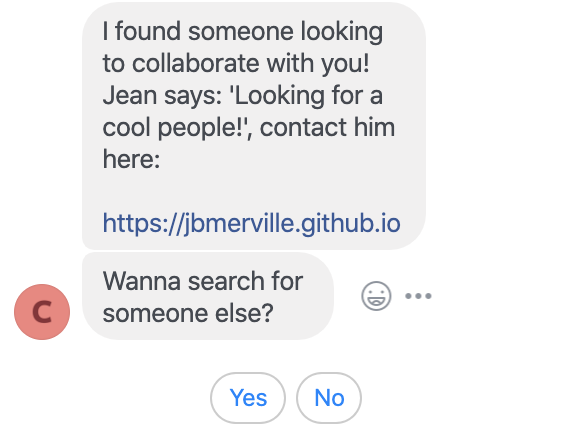 I found someone looking
to collaborate with you!
Jean says: 'Looking for a
cool people!', contact him
here:
https://jbmerville.github.io
Wanna search for
someone else?
C
Yes
No